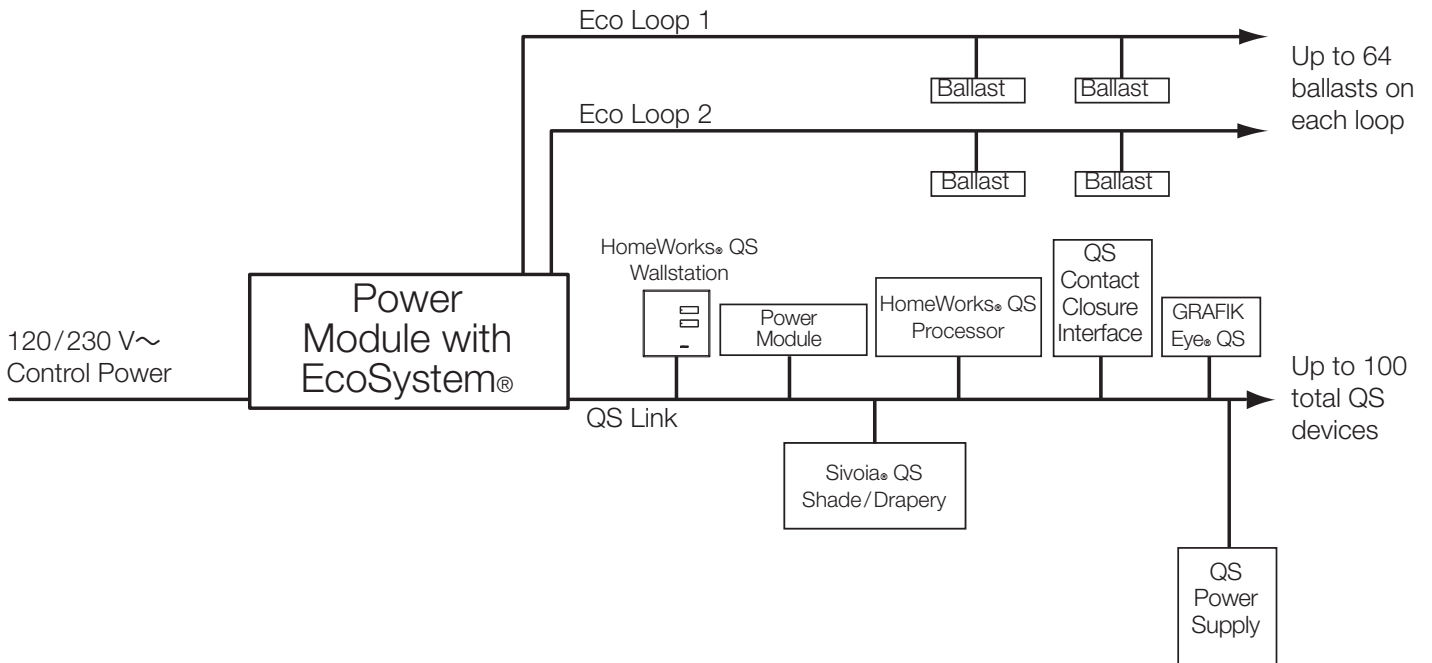 Eco Loop 1
Up to 64
ballasts on
each loop
Ballast
Ballast
Eco Loop 2
Ballast
Ballast
HomeWorks® QS
Wallstation
Power
Module
HomeWorks® QS
Processor
QS
Contact
Closure
Interface
GRAFIK
Eye® QS
120/230 V~
Control Power
Power
Module with
EcoSystem®
QS Link
Up to 100
total QS
devices
Sivoia® QS
Shade/Drapery
QS
Power
Supply